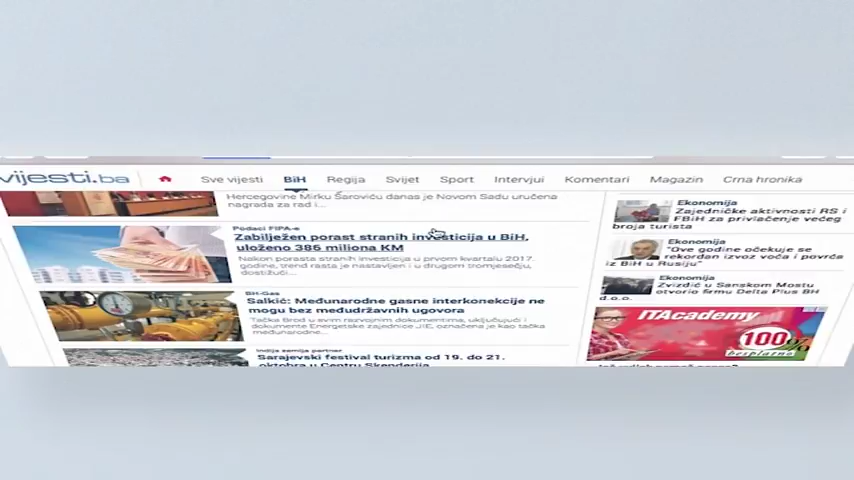 vijesti.ba
Sve vijesti BiH Regija Svijet Sport Intervjui Komentari Magazin Crna hronika
Hercegovine Mirku Šaroviću danas je Novom Sadu uručena
nagrada za rad i...
Podaci FIPA-e
Zabilježen porast stranih investicija u BiH,
uloženo 386 miliona KM
Nakon porasta stranih investicija u prvom kvartalu 2017.
godine, trend rasta je nastavljen i u drugom tromjesečju,
dostižući...
BH-Gas
Salkić: Međunarodne gasne interkonekcije ne
mogu bez međudržavnih ugovora
Tačka Brod u svim razvojnim dokumentima, uključujući i
dokumente Energetske zajednice JIE, označena je kao tačka
međunarodne...
Indija zemlja partner
Sarajevski festival turizma od 19. do 21.
oktobra u Centru Skenderija
Ekonomija
Zajedničke aktivnosti RS i
FBiH za privlačenje većeg
broja turista
Ekonomija
"Ove godine očekuje se
rekordan izvoz voća i povrća
iz BiH u Rusiju"
Ekonomija
Zvizdić u Sanskom Mostu
otvorio firmu Delta Plus BH
d.o.o.
ITAcademy
100%
besplatno